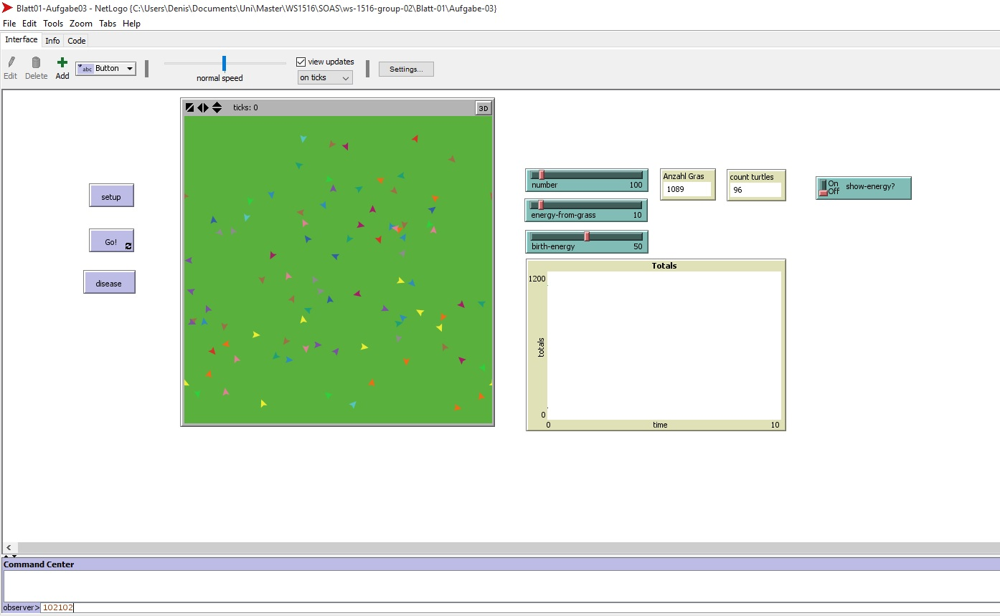 Blatt01-Aufgabe03 - NetLogo {C:\Users\Denis\Documents\Uni\Master\WS1516\SOAS\ws-1516-group-02\Blatt-01\Aufgabe-03}
File Edit Tools Zoom Tabs Help
Interface Info Code
Edit Delete Add abc Button normal speed view updates on ticks Settings...
ticks: 0 3D
setup
Go!
disease
number 100
energy-from-grass 10
birth-energy 50
Anzahl Gras
1089
count turtles
96
On
Off
show-energy?
Totals
1200
totals
0
0 time 10
Command Center
observer> 102102